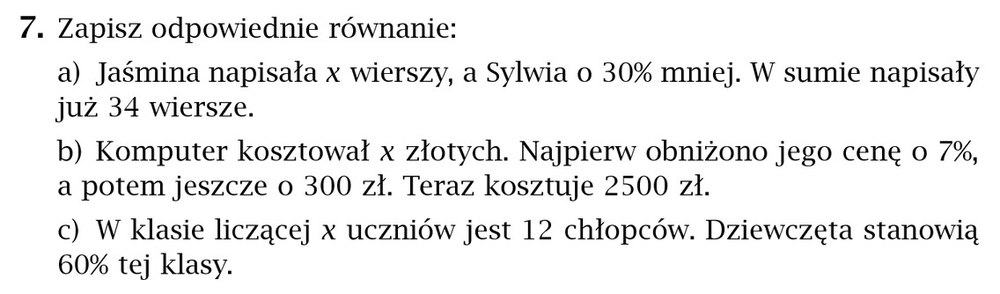 7. Zapisz odpowiednie równanie:
a) Jaśmina napisała x wierszy, a Sylwia o 30% mniej. W sumie napisały
już 34 wiersze.
b) Komputer kosztował x złotych. Najpierw obniżono jego cenę o 7%,
a potem jeszcze o 300 zł. Teraz kosztuje 2500 zł.
c) W klasie liczącej x uczniów jest 12 chłopców. Dziewczęta stanowią
60% tej klasy.